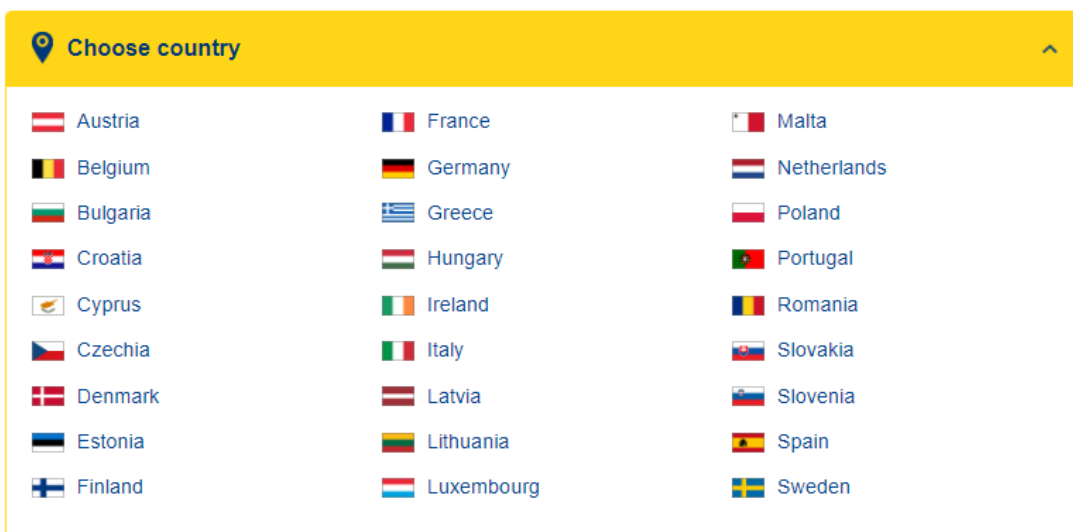 Choose country
Austria
Belgium
Bulgaria
Croatia
Cyprus
Czechia
Denmark
Estonia
Finland
France
Germany
Greece
Hungary
Ireland
Italy
Latvia
Lithuania
Luxembourg
Malta
Netherlands
Poland
Portugal
Romania
Slovakia
Slovenia
Spain
Sweden